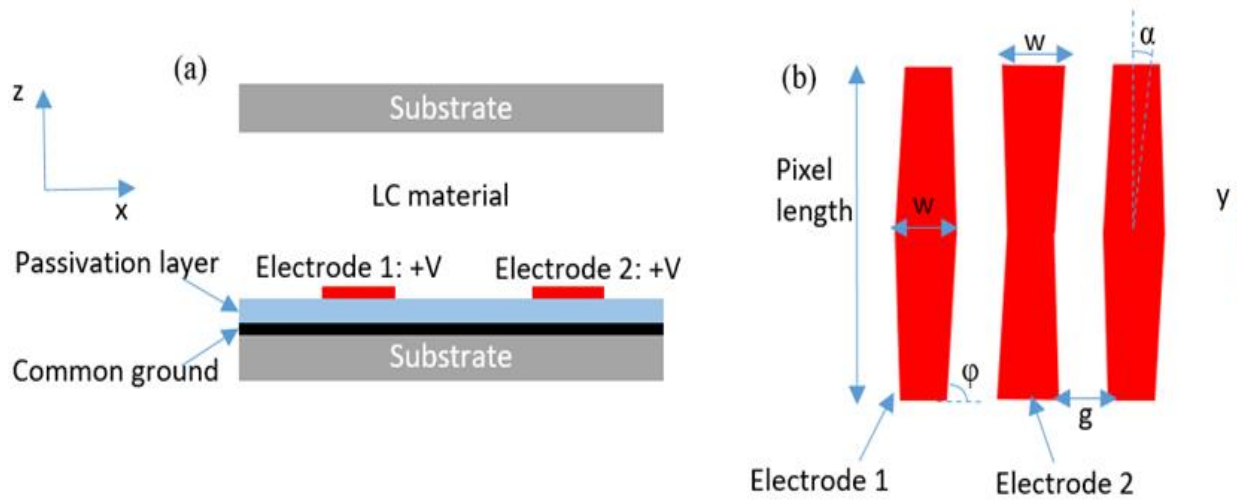 (a)
z
x
Substrate
LC material
Passivation layer
Electrode 1: +V
Electrode 2: +V
Common ground
Substrate
(b)
w
α
Pixel
length
w
y
φ
g
Electrode 1
Electrode 2